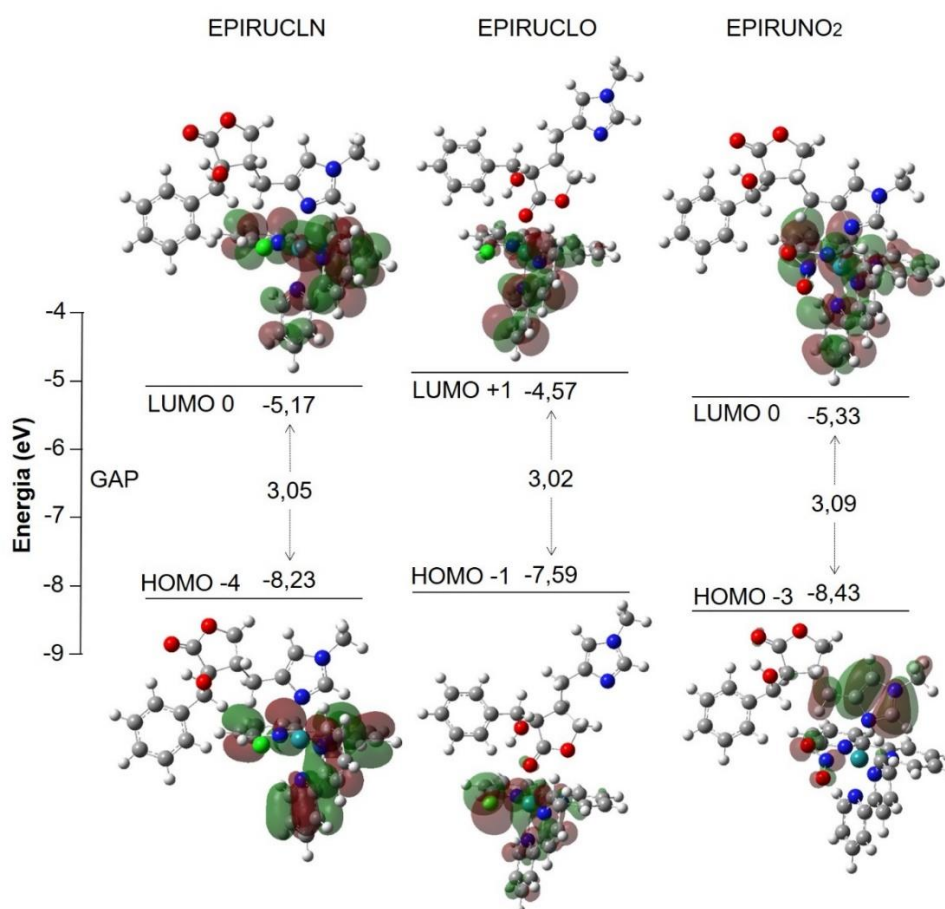 EPIRUCLN EPIRUCLO EPIRUNO2
-4
-5
-6
-7
-8
-9
Energia (eV)
GAP
LUMO 0 -5,17
3,05
HOMO -4 -8,23
LUMO +1 -4,57
3,02
HOMO -1 -7,59
LUMO 0 -5,33
3,09
HOMO -3 -8,43